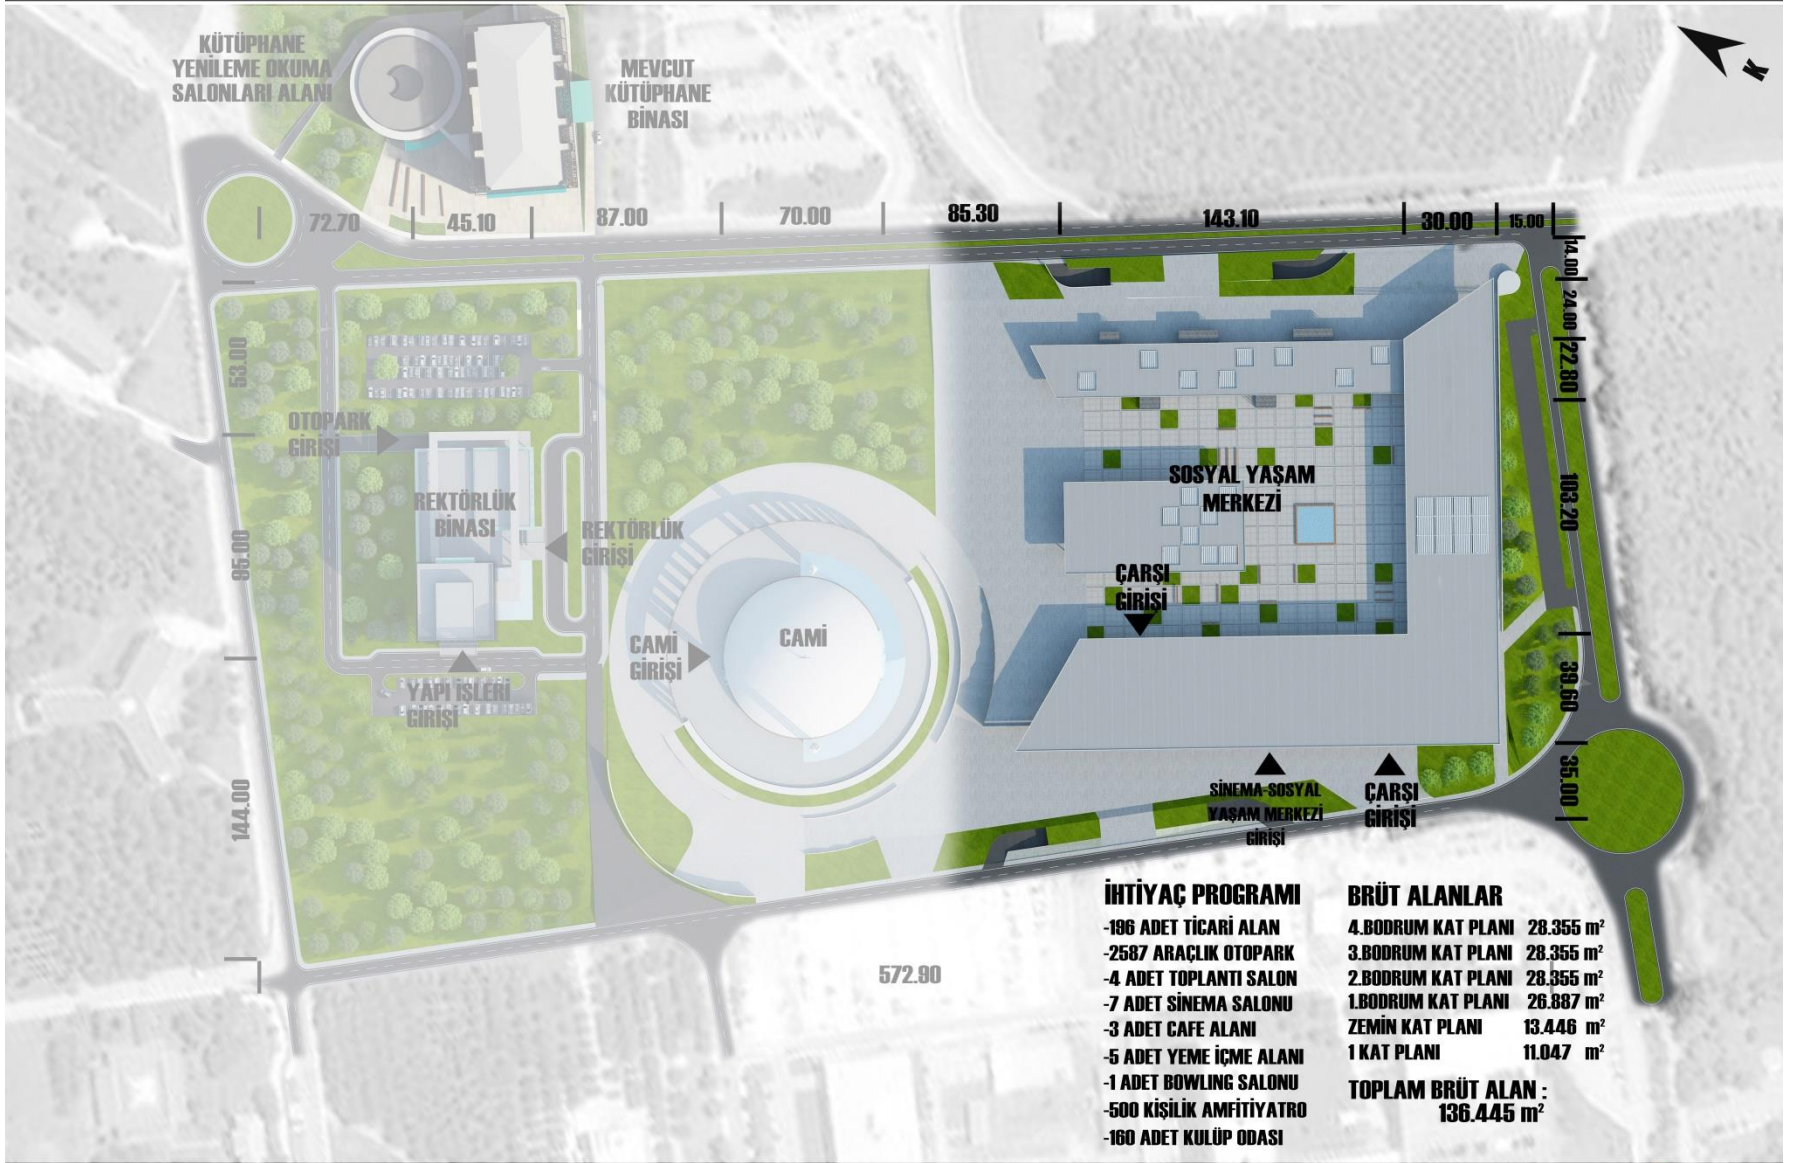 KÜTÜPHANE
YENİLEME OKUMA
SALONLARI ALANI
MEVCUT
KÜTÜPHANE
BİNASI
K
72.70
45.10
87.00
70.00
85.30
143.10
30.00
15.00
14.00
24.00
22.80
103.20
39.60
35.00
53.00
95.00
144.00
572.90
OTOPARK
GİRİŞİ
REKTÖRLÜK
BİNASI
REKTÖRLÜK
GİRİŞİ
YAPI İŞLERİ
GİRİŞİ
CAMİ
GİRİŞİ
CAMİ
SOSYAL YAŞAM
MERKEZİ
ÇARŞI
GİRİŞİ
SİNEMA-SOSYAL
YAŞAM MERKEZİ
GİRİŞİ
ÇARŞI
GİRİŞİ
İHTİYAÇ PROGRAMI
-196 ADET TİCARİ ALAN
-2587 ARAÇLIK OTOPARK
-4 ADET TOPLANTI SALON
-7 ADET SİNEMA SALONU
-3 ADET CAFE ALANI
-5 ADET YEME İÇME ALANI
-1 ADET BOWLING SALONU
-500 KİŞİLİK AMFİTİYATRO
-160 ADET KULÜP ODASI
BRÜT ALANLAR
4.BODRUM KAT PLANI 28.355 m²
3.BODRUM KAT PLANI 28.355 m²
2.BODRUM KAT PLANI 28.355 m²
1.BODRUM KAT PLANI 26.887 m²
ZEMİN KAT PLANI 13.446 m²
1 KAT PLANI 11.047 m²
TOPLAM BRÜT ALAN :
136.445 m²